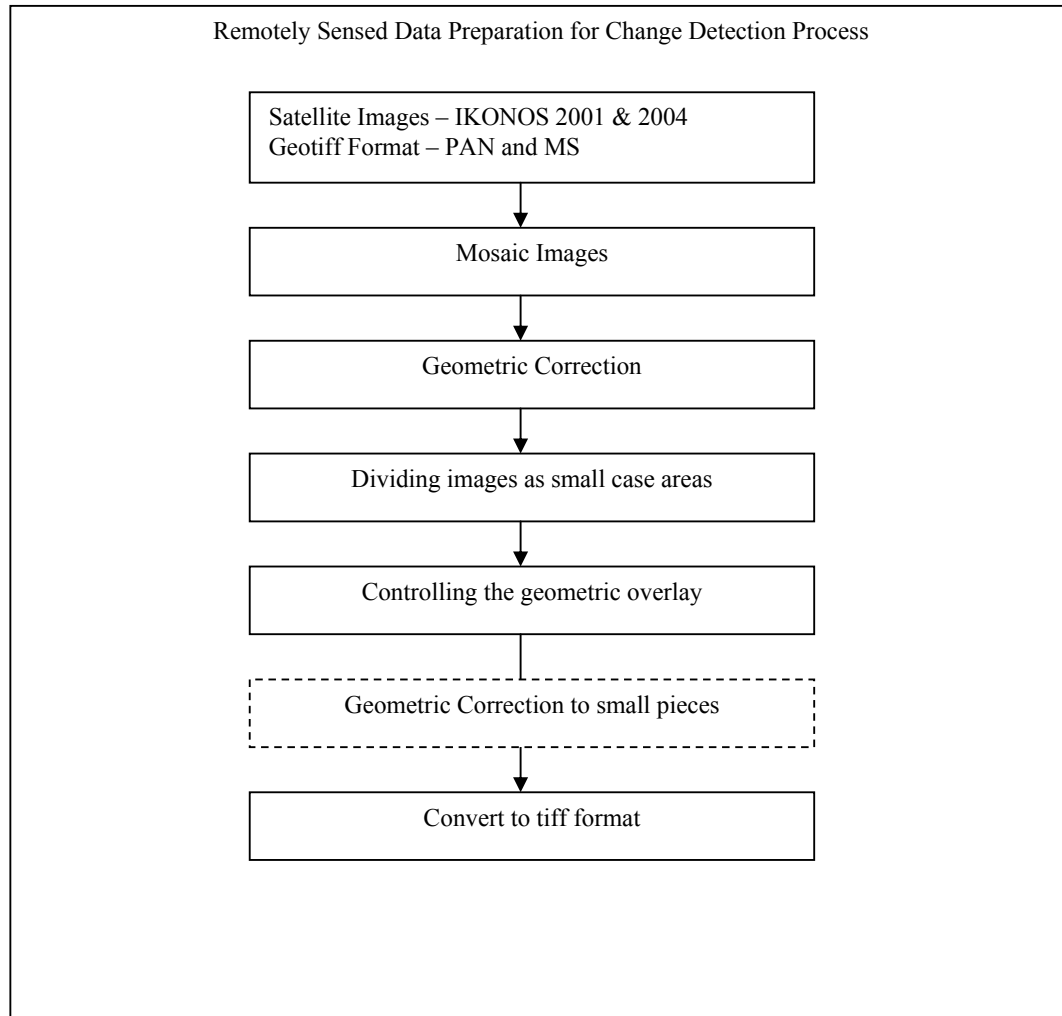 Remotely Sensed Data Preparation for Change Detection Process
Satellite Images – IKONOS 2001 & 2004
Geotiff Format – PAN and MS
Mosaic Images
Geometric Correction
Dividing images as small case areas
Controlling the geometric overlay
Geometric Correction to small pieces
Convert to tiff format